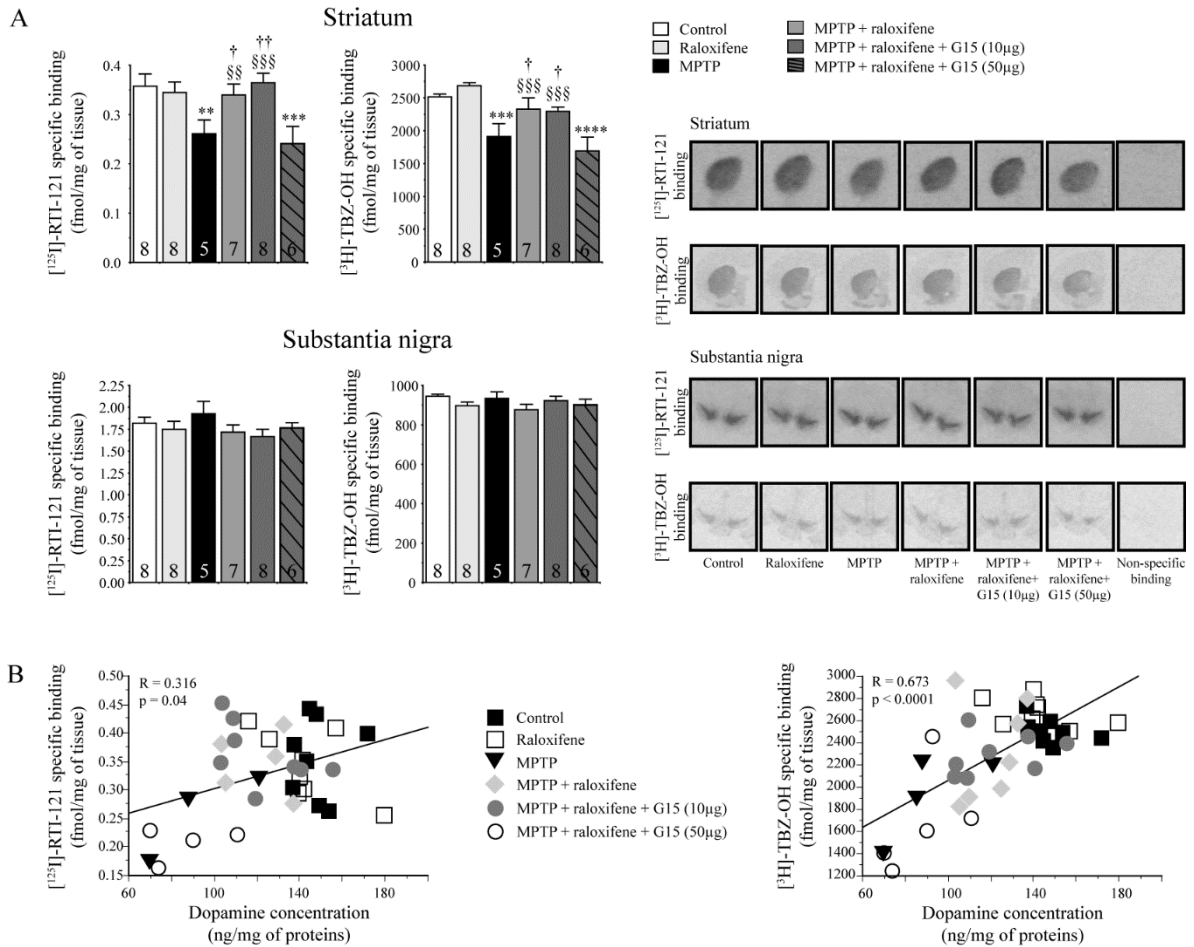 A
Striatum
[¹²⁵I]-RTI-121 specific binding
(fmol/mg of tissue)
0.4
0.3
0.2
0.1
0.0
**
†
§§
††
§§§
***
8
8
5
7
8
6
[³H]-TBZ-OH specific binding
(fmol/mg of tissue)
3000
2500
2000
1500
1000
500
0
***
†
§§§
†
§§§
****
8
8
5
7
8
6
Control
Raloxifene
MPTP
MPTP + raloxifene
MPTP + raloxifene + G15 (10µg)
MPTP + raloxifene + G15 (50µg)
Striatum
[¹²⁵I]-RTI-121
binding
[³H]-TBZ-OH
binding
Substantia nigra
[¹²⁵I]-RTI-121
binding
[³H]-TBZ-OH
binding
Control
Raloxifene
MPTP
MPTP +
raloxifene
MPTP +
raloxifene+
G15 (10µg)
MPTP +
raloxifene+
G15 (50µg)
Non-specific
binding
Substantia nigra
[¹²⁵I]-RTI-121 specific binding
(fmol/mg of tissue)
2.25
2.00
1.75
1.50
1.25
1.00
0.75
0.50
0.25
0.00
8
8
5
7
8
6
[³H]-TBZ-OH specific binding
(fmol/mg of tissue)
1000
800
600
400
200
0
8
8
5
7
8
6
B
[¹²⁵I]-RTI-121 specific binding
(fmol/mg of tissue)
0.50
0.45
0.40
0.35
0.30
0.25
0.20
0.15
R = 0.316
p = 0.04
60
100
140
180
Dopamine concentration
(ng/mg of proteins)
Control
Raloxifene
MPTP
MPTP + raloxifene
MPTP + raloxifene + G15 (10µg)
MPTP + raloxifene + G15 (50µg)
[³H]-TBZ-OH specific binding
(fmol/mg of tissue)
3000
2800
2600
2400
2200
2000
1800
1600
1400
1200
R = 0.673
p < 0.0001
60
100
140
180
Dopamine concentration
(ng/mg of proteins)